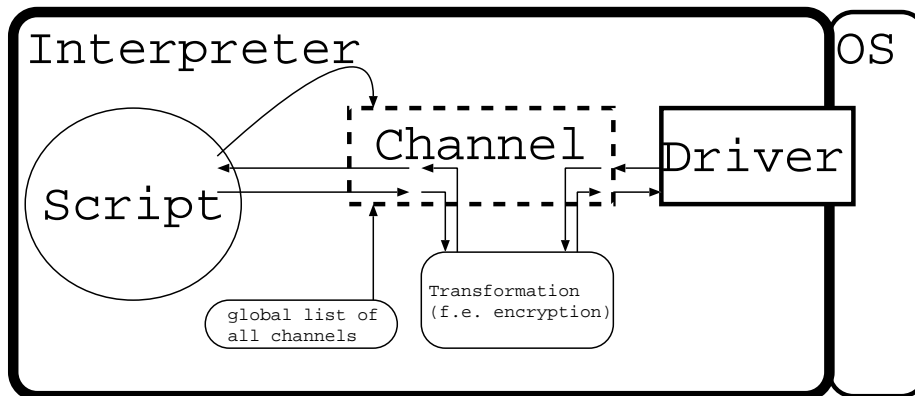 Interpreter
OS
Channel
Driver
Script
Transformation
(f.e. encryption)
global list of
all channels